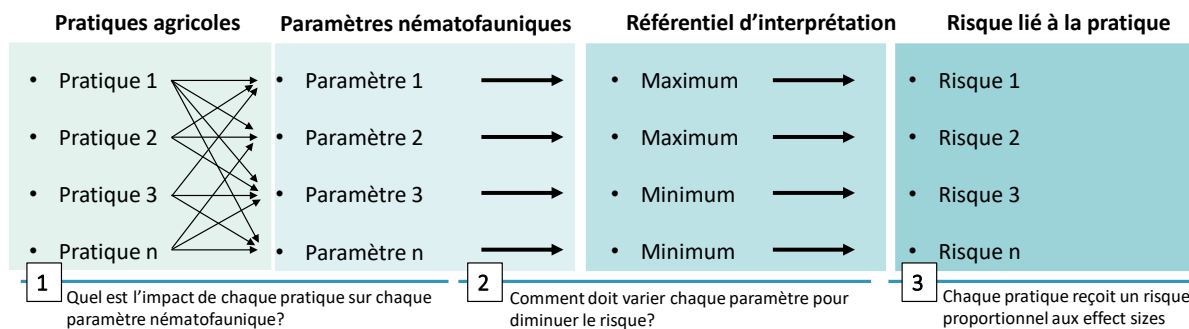 Pratiques agricoles
Paramètres nématofauniques
Référentiel d'interprétation
Risque lié à la pratique
• Pratique 1
• Pratique 2
• Pratique 3
• Pratique n
• Paramètre 1
• Paramètre 2
• Paramètre 3
• Paramètre n
• Maximum
• Maximum
• Minimum
• Minimum
• Risque 1
• Risque 2
• Risque 3
• Risque n
1
Quel est l'impact de chaque pratique sur chaque
paramètre nématofaunique?
2
Comment doit varier chaque paramètre pour
diminuer le risque?
3
Chaque pratique reçoit un risque
proportionnel aux effect sizes